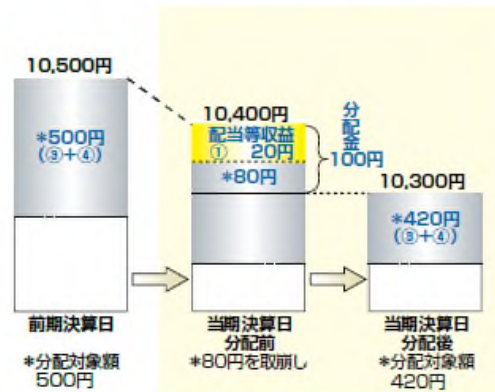 10,500円
*500円
(③+④)
前期決算日
*分配対象額
500円
10,400円
配当等収益
① 20円
*80円
分配金
100円
当期決算日
分配前
*80円を取崩し
10,300円
*420円
(③+④)
当期決算日
分配後
*分配対象額
420円